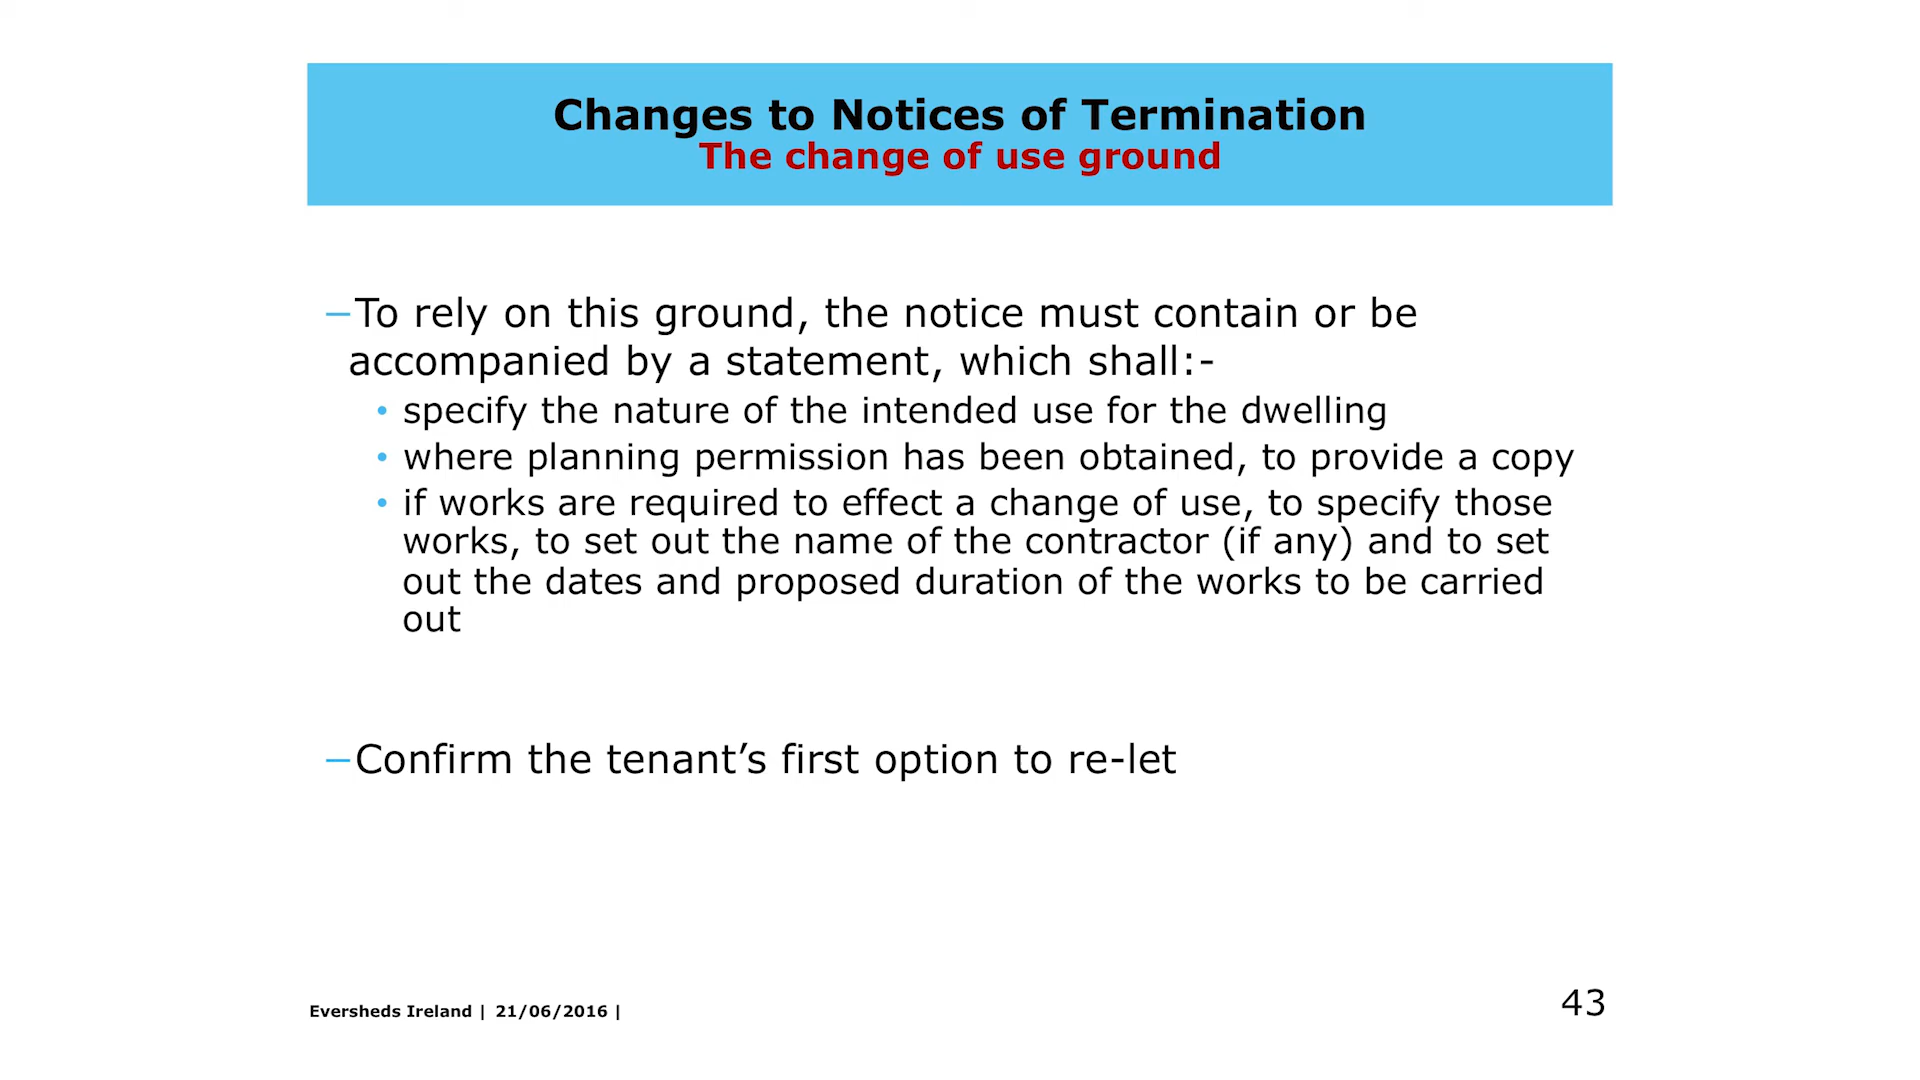 Changes to Notices of Termination
The change of use ground
–To rely on this ground, the notice must contain or be
accompanied by a statement, which shall:-
• specify the nature of the intended use for the dwelling
• where planning permission has been obtained, to provide a copy
• if works are required to effect a change of use, to specify those
works, to set out the name of the contractor (if any) and to set
out the dates and proposed duration of the works to be carried
out
–Confirm the tenant’s first option to re-let
Eversheds Ireland | 21/06/2016 |
43